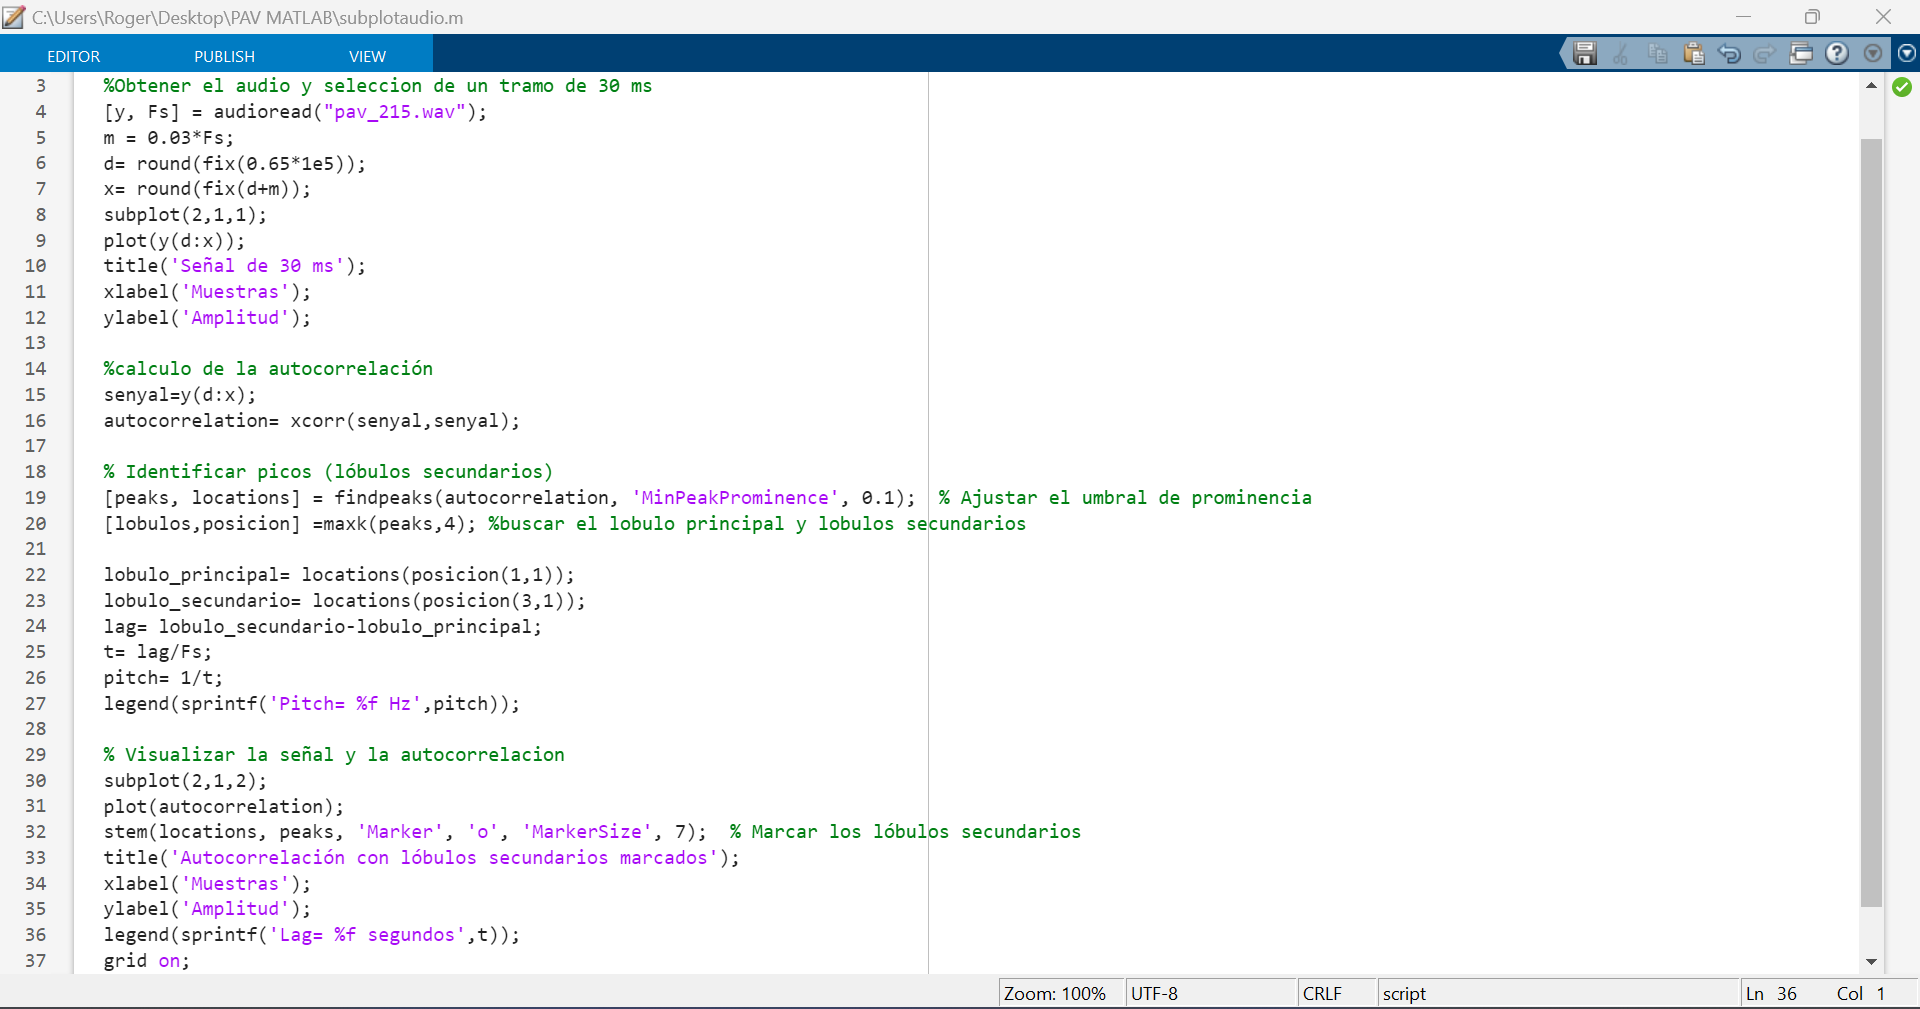 C:\Users\Roger\Desktop\PAV MATLAB\subplotaudio.m
EDITOR PUBLISH VIEW
3 %Obtener el audio y seleccion de un tramo de 30 ms
4 [y, Fs] = audioread("pav_215.wav");
5 m = 0.03*Fs;
6 d= round(fix(0.65*1e5));
7 x= round(fix(d+m));
8 subplot(2,1,1);
9 plot(y(d:x));
10 title('Señal de 30 ms');
11 xlabel('Muestras');
12 ylabel('Amplitud');
13
14 %calculo de la autocorrelación
15 senyal=y(d:x);
16 autocorrelation= xcorr(senyal,senyal);
17
18 % Identificar picos (lóbulos secundarios)
19 [peaks, locations] = findpeaks(autocorrelation, 'MinPeakProminence', 0.1);  % Ajustar el umbral de prominencia
20 [lobulos,posicion] =maxk(peaks,4); %buscar el lobulo principal y lobulos secundarios
21
22 lobulo_principal= locations(posicion(1,1));
23 lobulo_secundario= locations(posicion(3,1));
24 lag= lobulo_secundario-lobulo_principal;
25 t= lag/Fs;
26 pitch= 1/t;
27 legend(sprintf('Pitch= %f Hz',pitch));
28
29 % Visualizar la señal y la autocorrelacion
30 subplot(2,1,2);
31 plot(autocorrelation);
32 stem(locations, peaks, 'Marker', 'o', 'MarkerSize', 7);  % Marcar los lóbulos secundarios
33 title('Autocorrelación con lóbulos secundarios marcados');
34 xlabel('Muestras');
35 ylabel('Amplitud');
36 legend(sprintf('Lag= %f segundos',t));
37 grid on;
Zoom: 100% UTF-8 CRLF script Ln 36 Col 1